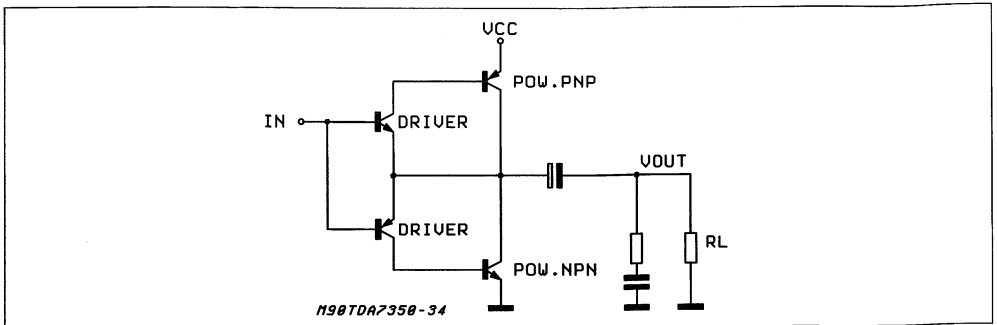 VCC
POW.PNP
IN
DRIVER
VOUT
DRIVER
RL
POW.NPN
M90TDA7350-34